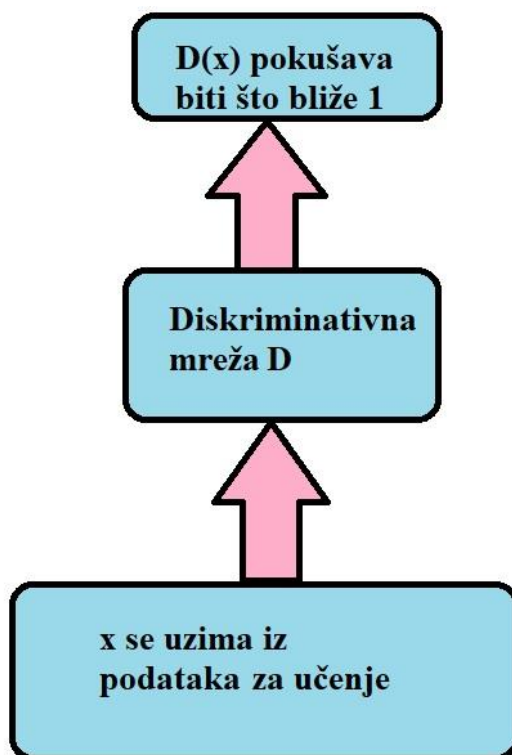 D(x) pokušava
biti što bliže 1
Diskriminativna
mreža D
x se uzima iz
podataka za učenje